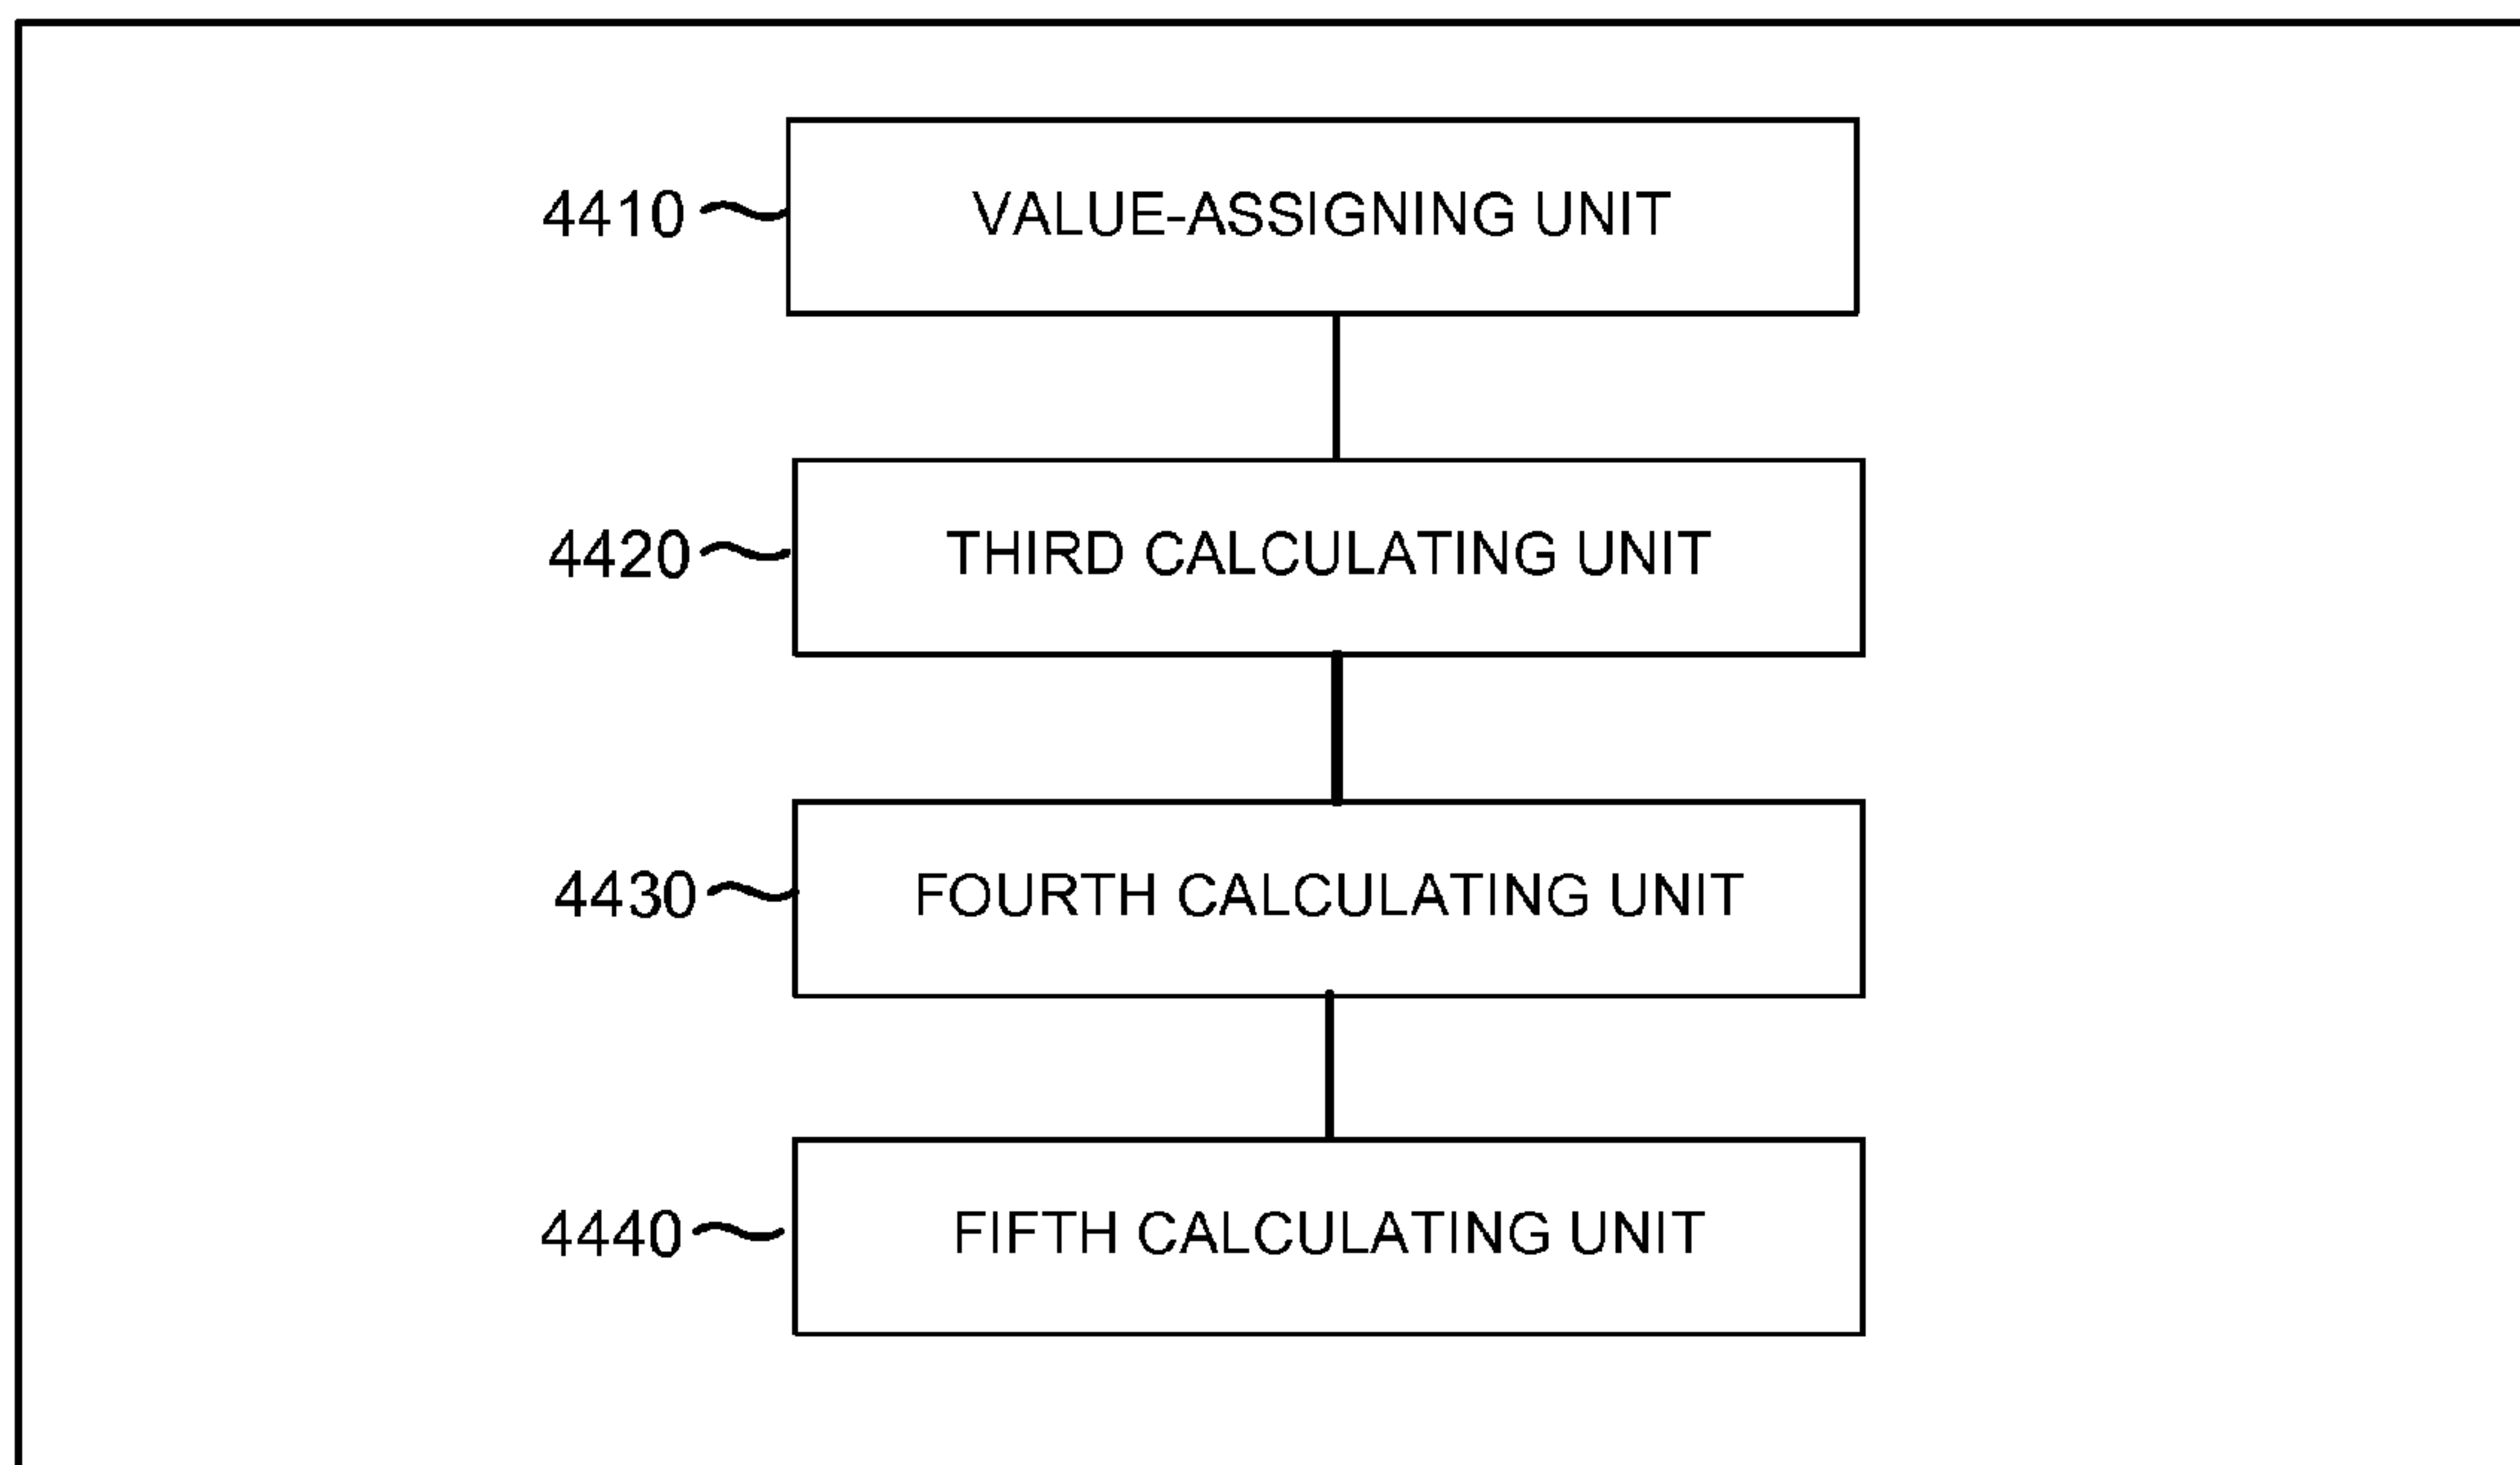 4410 VALUE-ASSIGNING UNIT
4420 THIRD CALCULATING UNIT
4430 FOURTH CALCULATING UNIT
4440 FIFTH CALCULATING UNIT